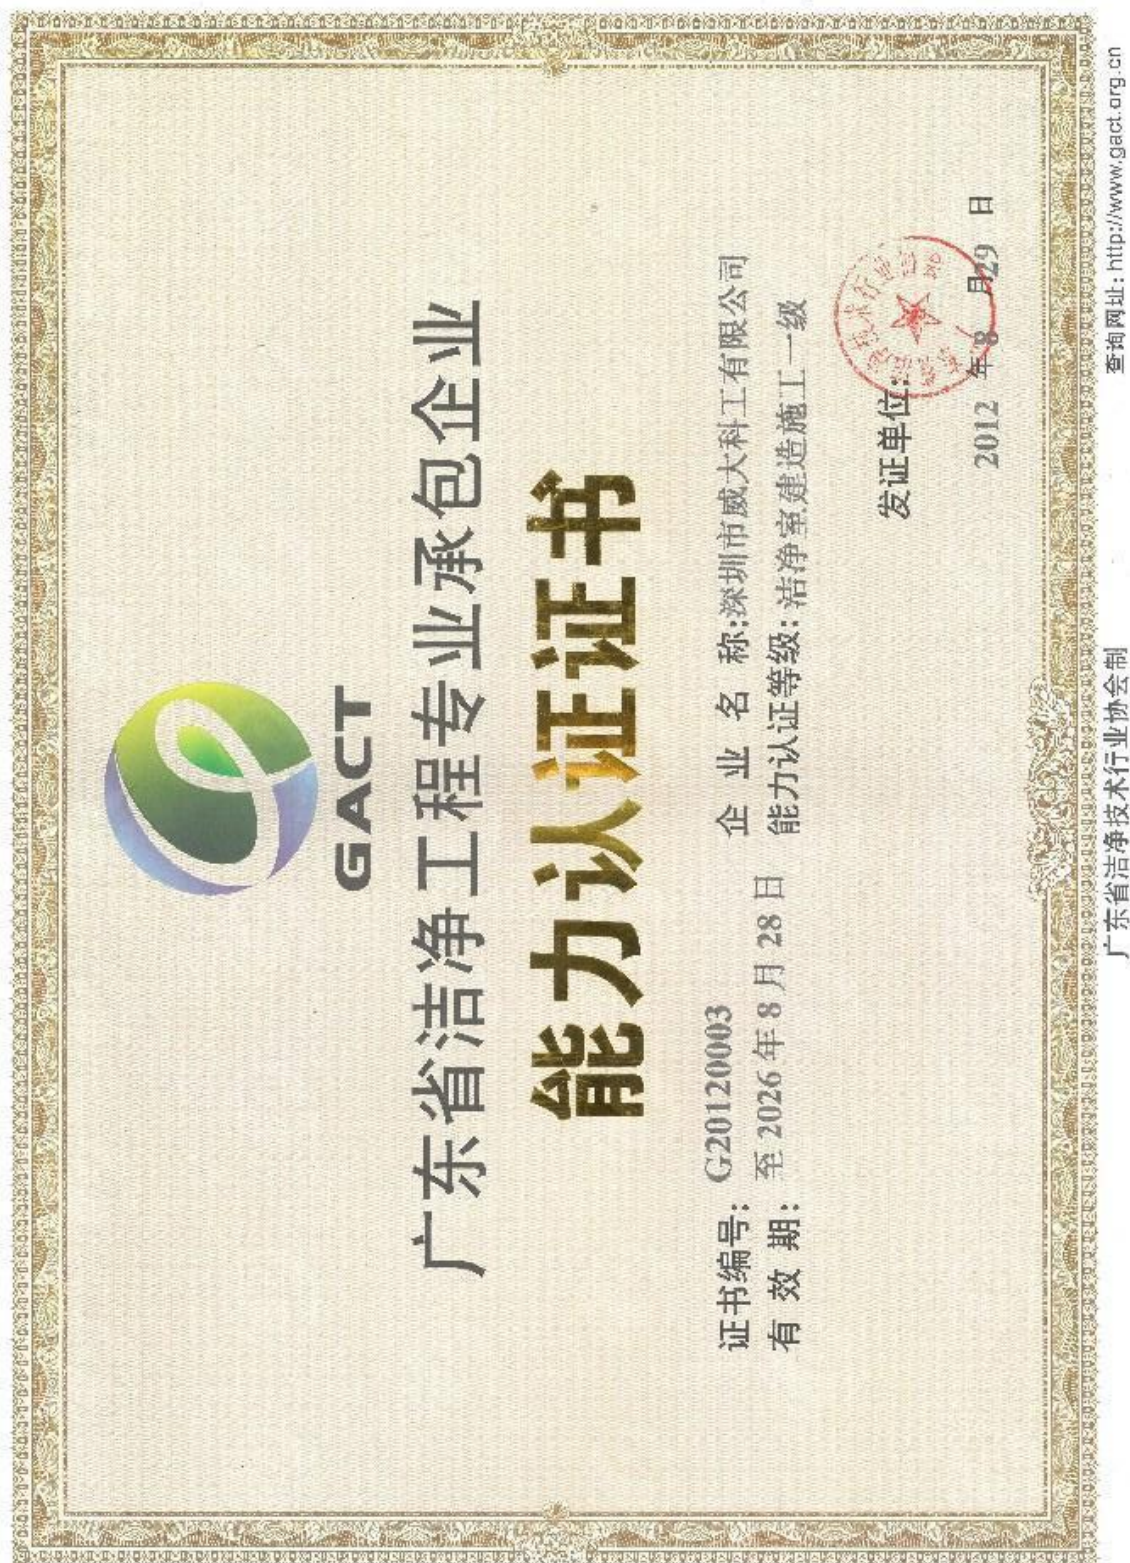 GACT
广东省洁净工程专业承包企业
能力认证证书
证书编号: G20120003 企业名称:深圳市威大科工有限公司
有效期: 至2026年8月28日 能力认证等级: 洁净室建造施工一级
发证单位:
2012年8月29日
广东省洁净技术行业协会制 查询网址: http://www.gact.org.cn